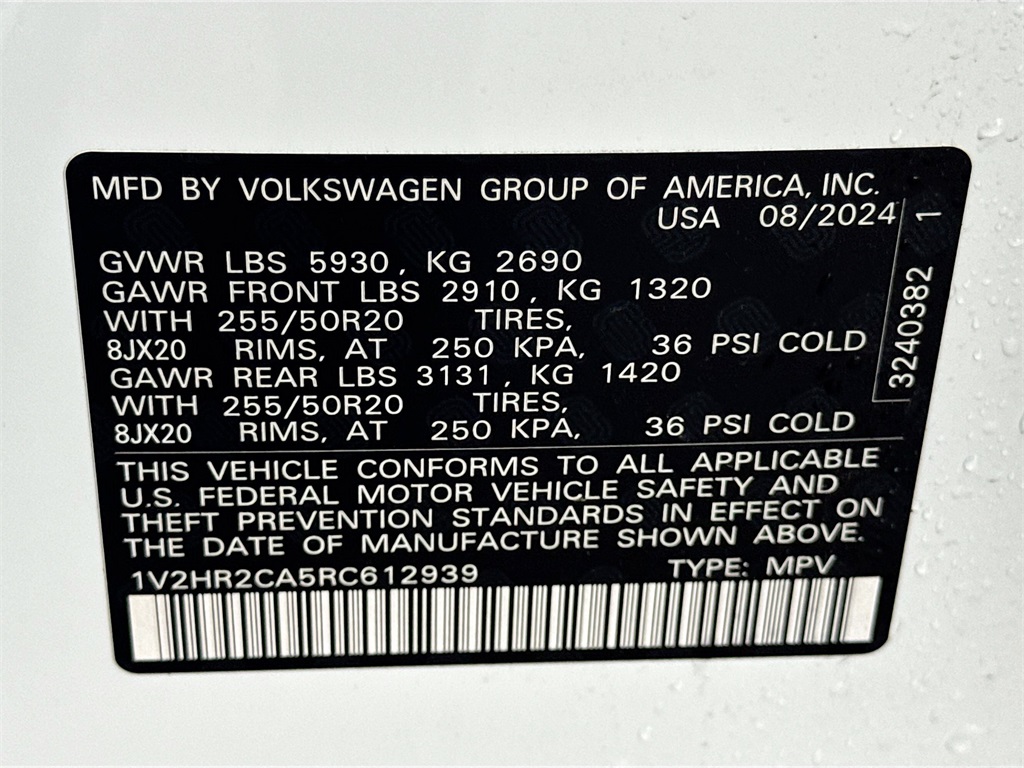 MFD BY VOLKSWAGEN GROUP OF AMERICA, INC.
USA 08/2024
GVWR LBS 5930, KG 2690
GAWR FRONT LBS 2910, KG 1320
WITH 255/50R20 TIRES,
8JX20 RIMS, AT 250 KPA, 36 PSI COLD
GAWR REAR LBS 3131, KG 1420
WITH 255/50R20 TIRES,
8JX20 RIMS, AT 250 KPA, 36 PSI COLD
3240382 1
THIS VEHICLE CONFORMS TO ALL APPLICABLE
U.S. FEDERAL MOTOR VEHICLE SAFETY AND
THEFT PREVENTION STANDARDS IN EFFECT ON
THE DATE OF MANUFACTURE SHOWN ABOVE.
1V2HR2CA5RC612939 TYPE: MPV